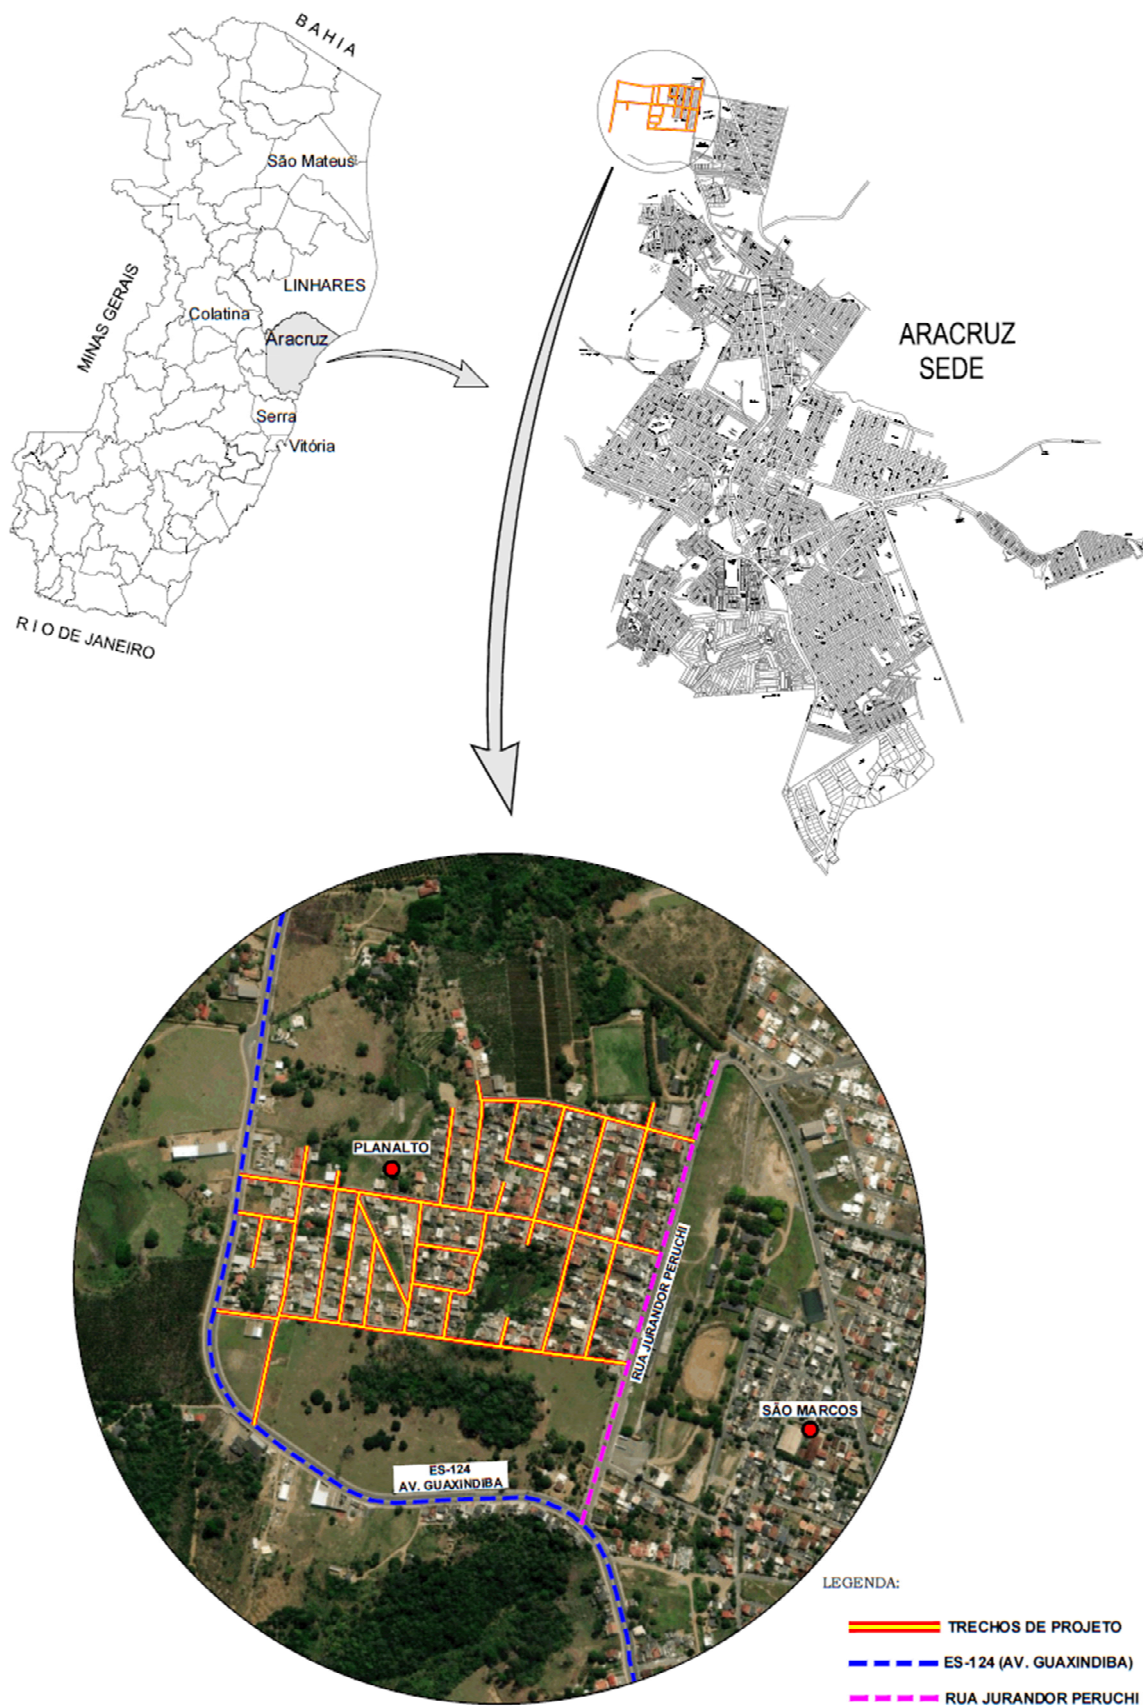 BAHIA
São Mateus
MINAS GERAIS
LINHARES
Colatina
Aracruz
Serra
Vitória
RIO DE JANEIRO
ARACRUZ
SEDE
PLANALTO
RUA JURANDOR PERUCHI
SÃO MARCOS
ES-124
AV. GUAXINDIBA
LEGENDA:
TRECHOS DE PROJETO
ES-124 (AV. GUAXINDIBA)
RUA JURANDOR PERUCHI